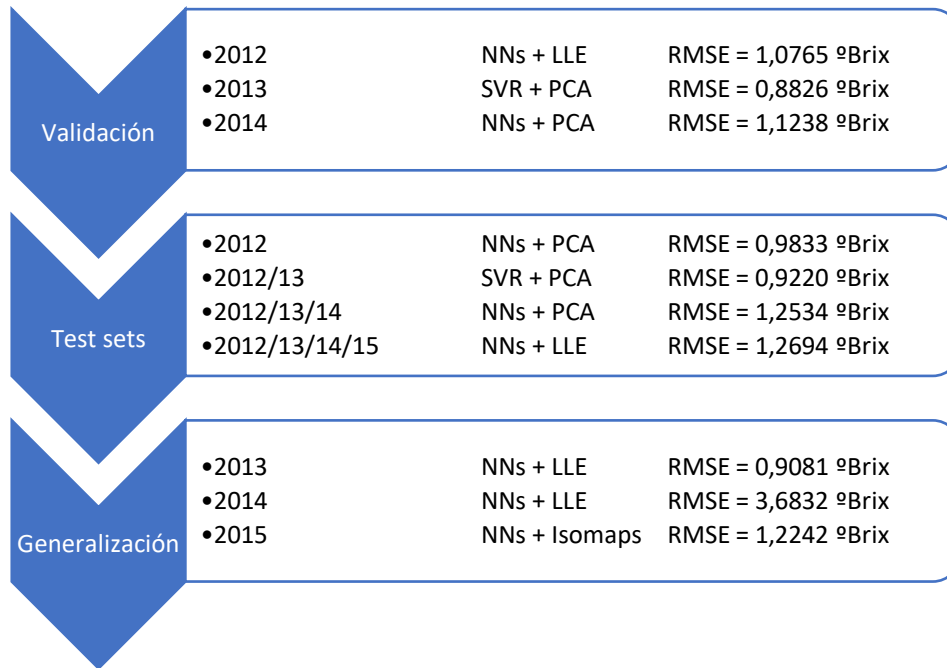 Validación
•2012 NNs + LLE RMSE = 1,0765 ºBrix
•2013 SVR + PCA RMSE = 0,8826 ºBrix
•2014 NNs + PCA RMSE = 1,1238 ºBrix
Test sets
•2012 NNs + PCA RMSE = 0,9833 ºBrix
•2012/13 SVR + PCA RMSE = 0,9220 ºBrix
•2012/13/14 NNs + PCA RMSE = 1,2534 ºBrix
•2012/13/14/15 NNs + LLE RMSE = 1,2694 ºBrix
Generalización
•2013 NNs + LLE RMSE = 0,9081 ºBrix
•2014 NNs + LLE RMSE = 3,6832 ºBrix
•2015 NNs + Isomaps RMSE = 1,2242 ºBrix